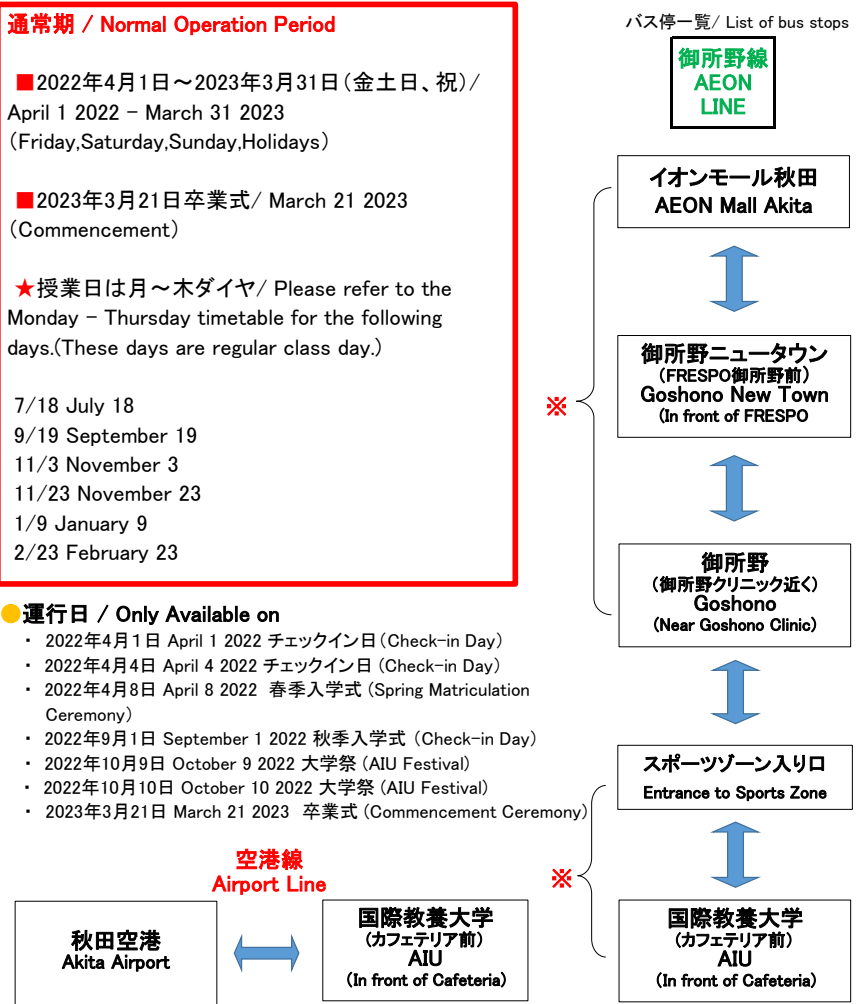 通常期 / Normal Operation Period
■2022年4月1日～2023年3月31日（金土日、祝）/
April 1 2022 – March 31 2023
（Friday,Saturday,Sunday,Holidays）
■2023年3月21日卒業式/ March 21 2023
（Commencement）
★授業日は月～木ダイヤ/ Please refer to the
Monday – Thursday timetable for the following
days.(These days are regular class day.)
7/18 July 18
9/19 September 19
11/3 November 3
11/23 November 23
1/9 January 9
2/23 February 23
●運行日 / Only Available on
・ 2022年4月１日 April 1 2022 チェックイン日（Check-in Day）
・ 2022年4月4日 April 4 2022 チェックイン日 (Check-in Day）
・ 2022年4月8日 April 8 2022 春季入学式 (Spring Matriculation
Ceremony）
・ 2022年9月1日 September 1 2022 秋季入学式 （Check-in Day）
・ 2022年10月9日 October 9 2022 大学祭 (AIU Festival)
・ 2022年10月10日 October 10 2022 大学祭 (AIU Festival)
・ 2023年3月21日 March 21 2023 卒業式 (Commencement Ceremony）
空港線
Airport Line
秋田空港
Akita Airport
国際教養大学
(カフェテリア前)
AIU
(In front of Cafeteria)
バス停一覧/ List of bus stops
御所野線
AEON
LINE
イオンモール秋田
AEON Mall Akita
御所野ニュータウン
(FRESPO御所野前)
Goshono New Town
(In front of FRESPO
※
御所野
(御所野クリニック近く)
Goshono
(Near Goshono Clinic)
スポーツゾーン入り口
Entrance to Sports Zone
※
国際教養大学
(カフェテリア前)
AIU
(In front of Cafeteria)